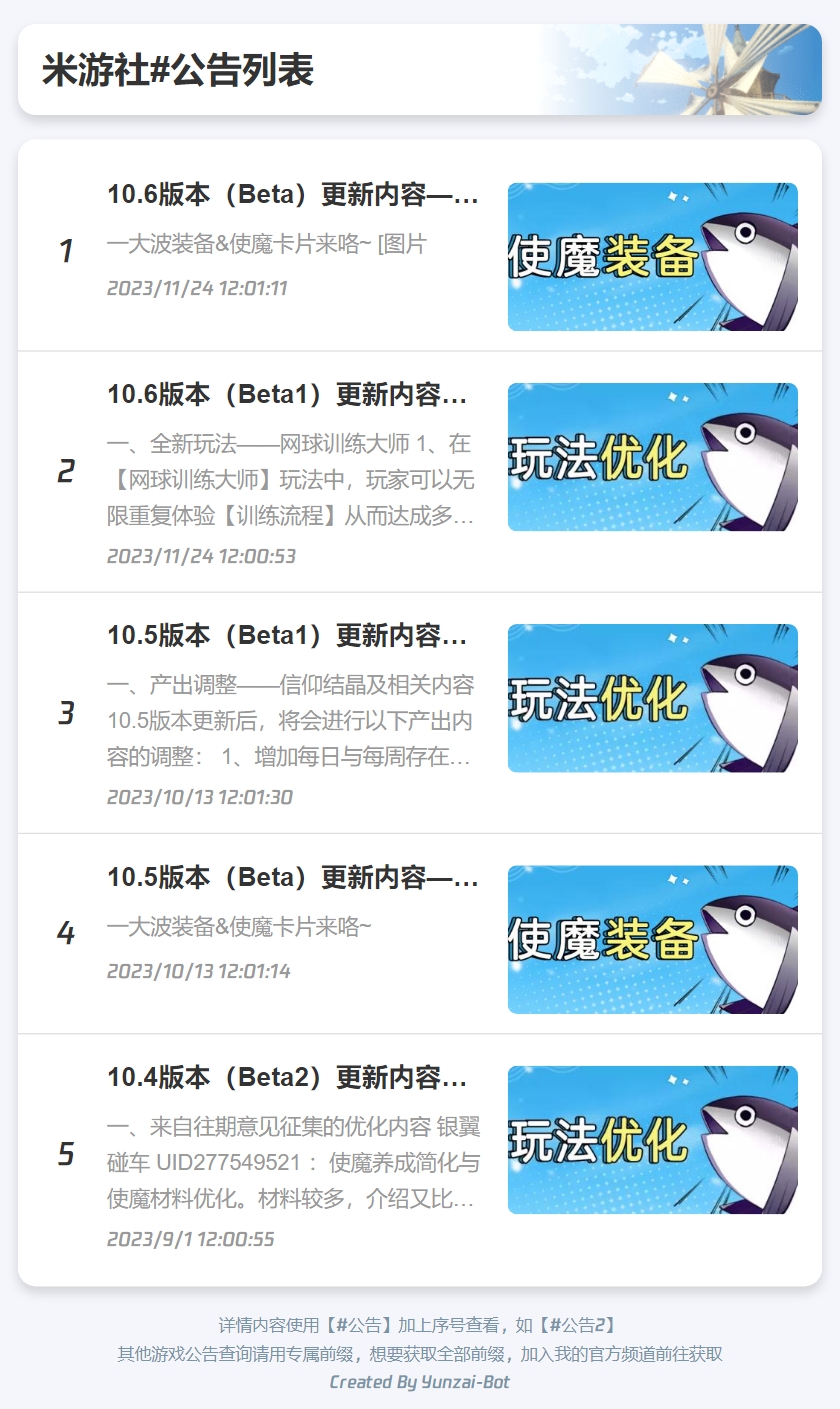 米游社#公告列表
1
10.6版本（Beta）更新内容—…
一大波装备&使魔卡片来咯~ [图片
2023/11/24 12:01:11
使魔装备
2
10.6版本（Beta1）更新内容…
一、全新玩法——网球训练大师 1、在
【网球训练大师】玩法中，玩家可以无
限重复体验【训练流程】从而达成多…
2023/11/24 12:00:53
玩法优化
3
10.5版本（Beta1）更新内容…
一、产出调整——信仰结晶及相关内容
10.5版本更新后，将会进行以下产出内
容的调整： 1、增加每日与每周存在…
2023/10/13 12:01:30
玩法优化
4
10.5版本（Beta）更新内容—…
一大波装备&使魔卡片来咯~
2023/10/13 12:01:14
使魔装备
5
10.4版本（Beta2）更新内容…
一、来自往期意见征集的优化内容 银翼
碰车 UID277549521 ：使魔养成简化与
使魔材料优化。材料较多，介绍又比…
2023/9/1 12:00:55
玩法优化
详情内容使用【#公告】加上序号查看，如【#公告2】
其他游戏公告查询请用专属前缀，想要获取全部前缀，加入我的官方频道前往获取
Created By Yunzai-Bot